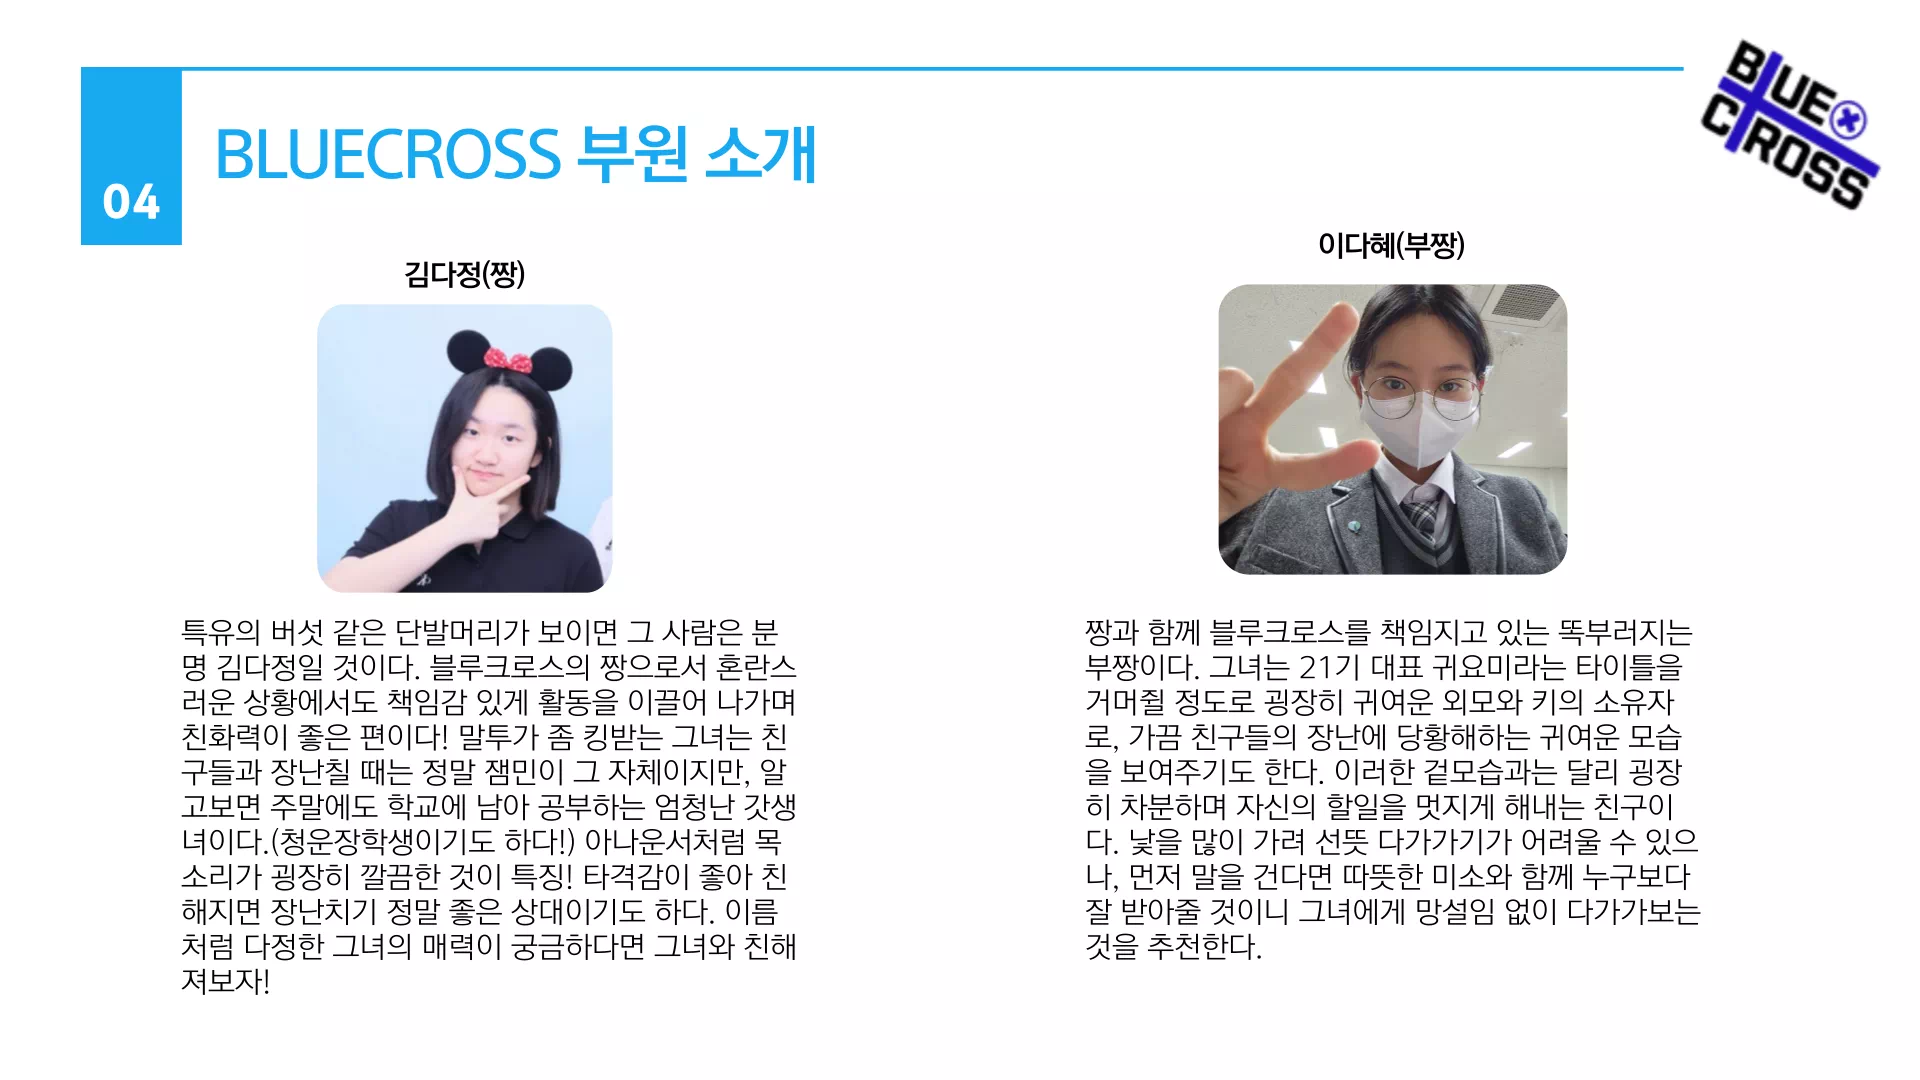 BLUE
CROSS
04
BLUECROSS 부원 소개
김다정(짱)
특유의 버섯 같은 단발머리가 보이면 그 사람은 분
명 김다정일 것이다. 블루크로스의 짱으로서 혼란스
러운 상황에서도 책임감 있게 활동을 이끌어 나가며
친화력이 좋은 편이다! 말투가 좀 킹받는 그녀는 친
구들과 장난칠 때는 정말 잼민이 그 자체이지만, 알
고보면 주말에도 학교에 남아 공부하는 엄청난 갓생
녀이다.(청운장학생이기도 하다!) 아나운서처럼 목
소리가 굉장히 깔끔한 것이 특징! 타격감이 좋아 친
해지면 장난치기 정말 좋은 상대이기도 하다. 이름
처럼 다정한 그녀의 매력이 궁금하다면 그녀와 친해
져보자!
이다혜(부짱)
짱과 함께 블루크로스를 책임지고 있는 똑부러지는
부짱이다. 그녀는 21기 대표 귀요미라는 타이틀을
거머쥘 정도로 굉장히 귀여운 외모와 키의 소유자
로, 가끔 친구들의 장난에 당황해하는 귀여운 모습
을 보여주기도 한다. 이러한 겉모습과는 달리 굉장
히 차분하며 자신의 할일을 멋지게 해내는 친구이
다. 낯을 많이 가려 선뜻 다가가기가 어려울 수 있으
나, 먼저 말을 건다면 따뜻한 미소와 함께 누구보다
잘 받아줄 것이니 그녀에게 망설임 없이 다가가보는
것을 추천한다.